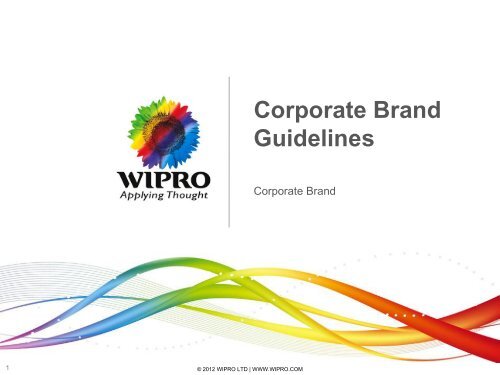 Corporate Brand
Guidelines
WIPRO
Applying Thought
Corporate Brand
1
© 2012 WIPRO LTD | WWW.WIPRO.COM